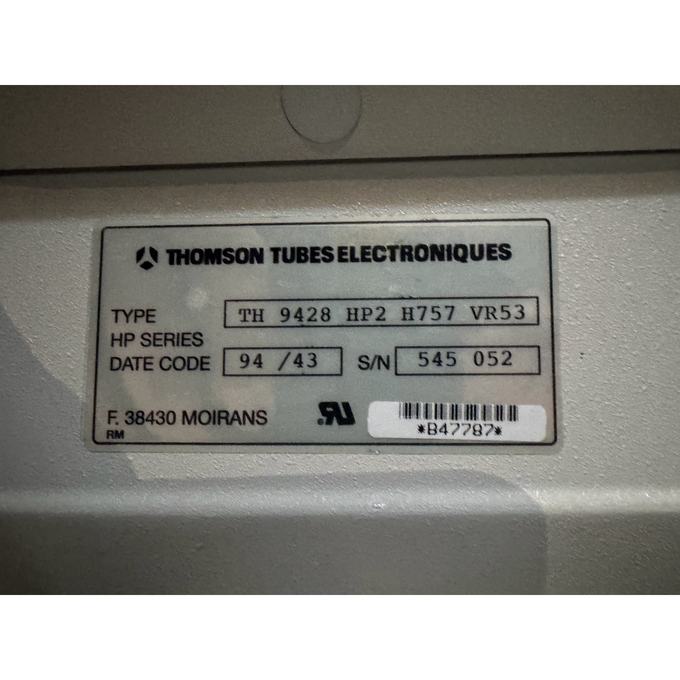 THOMSON TUBES ELECTRONIQUES
TYPE TH 9428 HP2 H757 VR53
HP SERIES
DATE CODE 94 /43 S/N 545 052
F. 38430 MOIRANS
RM
*B47787*